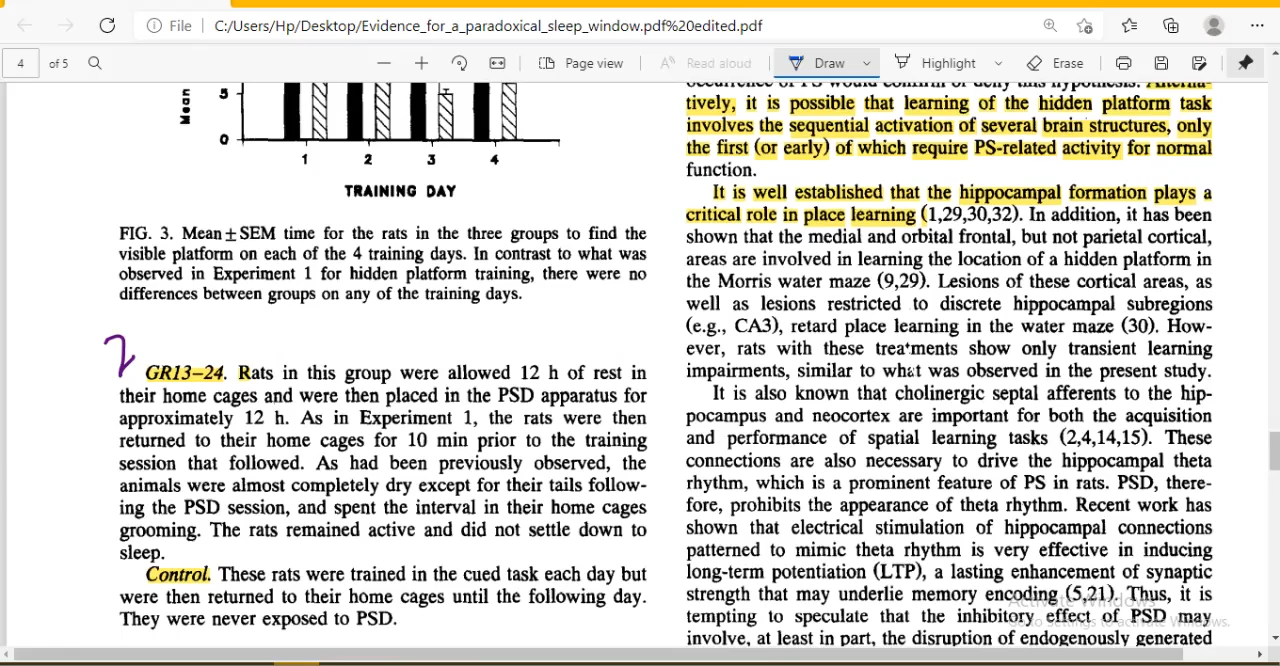 File
C:/Users/Hp/Desktop/Evidence_for_a_paradoxical_sleep_window.pdf%20edited.pdf
4 of 5
Page view
Read aloud
Draw
Highlight
Erase
Mean
5
0
1 2 3 4
TRAINING DAY
FIG. 3. Mean±SEM time for the rats in the three groups to find the
visible platform on each of the 4 training days. In contrast to what was
observed in Experiment 1 for hidden platform training, there were no
differences between groups on any of the training days.
2
GR13–24. Rats in this group were allowed 12 h of rest in
their home cages and were then placed in the PSD apparatus for
approximately 12 h. As in Experiment 1, the rats were then
returned to their home cages for 10 min prior to the training
session that followed. As had been previously observed, the
animals were almost completely dry except for their tails follow-
ing the PSD session, and spent the interval in their home cages
grooming. The rats remained active and did not settle down to
sleep.
Control. These rats were trained in the cued task each day but
were then returned to their home cages until the following day.
They were never exposed to PSD.
occurrence of PS would confirm or deny this hypothesis. Alterna-
tively, it is possible that learning of the hidden platform task
involves the sequential activation of several brain structures, only
the first (or early) of which require PS-related activity for normal
function.
It is well established that the hippocampal formation plays a
critical role in place learning (1,29,30,32). In addition, it has been
shown that the medial and orbital frontal, but not parietal cortical,
areas are involved in learning the location of a hidden platform in
the Morris water maze (9,29). Lesions of these cortical areas, as
well as lesions restricted to discrete hippocampal subregions
(e.g., CA3), retard place learning in the water maze (30). How-
ever, rats with these treatments show only transient learning
impairments, similar to what was observed in the present study.
It is also known that cholinergic septal afferents to the hip-
pocampus and neocortex are important for both the acquisition
and performance of spatial learning tasks (2,4,14,15). These
connections are also necessary to drive the hippocampal theta
rhythm, which is a prominent feature of PS in rats. PSD, there-
fore, prohibits the appearance of theta rhythm. Recent work has
shown that electrical stimulation of hippocampal connections
patterned to mimic theta rhythm is very effective in inducing
long-term potentiation (LTP), a lasting enhancement of synaptic
strength that may underlie memory encoding (5,21). Thus, it is
tempting to speculate that the inhibitory effect of PSD may
involve, at least in part, the disruption of endogenously generated
Activate Windows
Go to Settings to activate Windows.